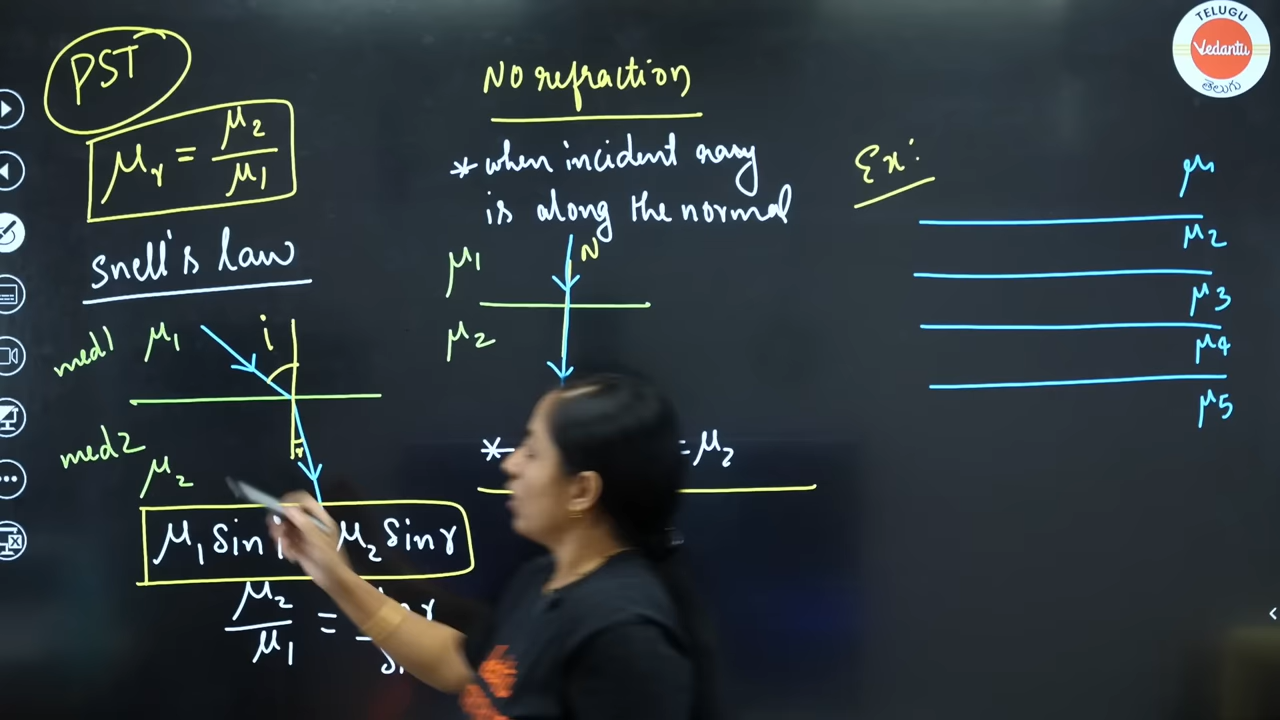 PST
μr = μ2/μ1
Snell's law
med1 μ1
i
r
med2
μ2
μ1 Sin i μ2 Sin r
μ2/μ1 =
No refraction
* when incident rary
is along the normal
μ1
N
μ2
* = μ2
Ex:
μ1
μ2
μ3
μ4
μ5
TELUGU
Vedantu
తెలుగు